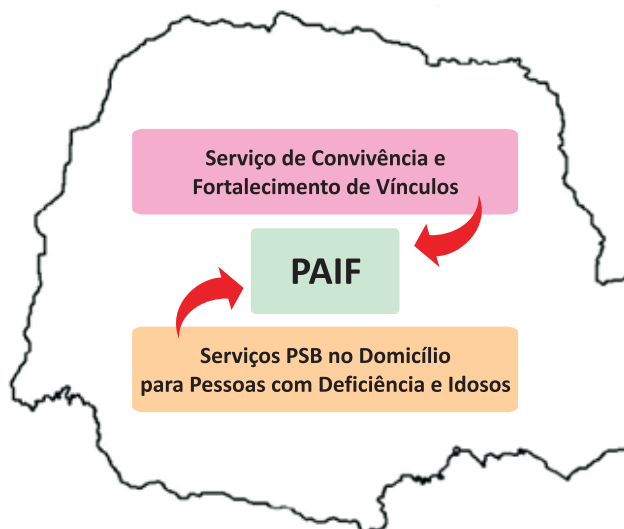 Serviço de Convivência e
Fortalecimento de Vínculos
PAIF
Serviços PSB no Domicílio
para Pessoas com Deficiência e Idosos